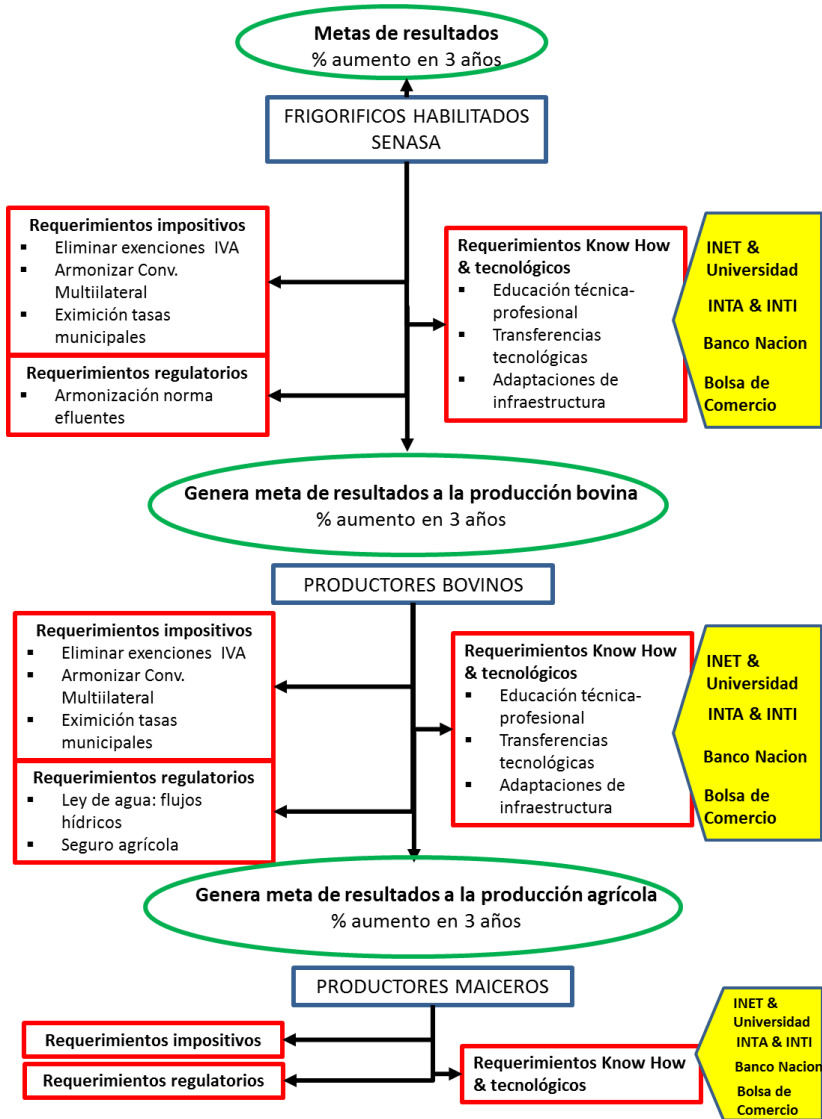 Metas de resultados
% aumento en 3 años
FRIGORIFICOS HABILITADOS
SENASA
Requerimientos impositivos
▪ Eliminar exenciones IVA
▪ Armonizar Conv.
Multiilateral
▪ Eximición tasas
municipales
Requerimientos regulatorios
▪ Armonización norma
efluentes
Requerimientos Know How
& tecnológicos
▪ Educación técnica-
profesional
▪ Transferencias
tecnológicas
▪ Adaptaciones de
infraestructura
INET &
Universidad
INTA & INTI
Banco Nacion
Bolsa de
Comercio
Genera meta de resultados a la producción bovina
% aumento en 3 años
PRODUCTORES BOVINOS
Requerimientos impositivos
▪ Eliminar exenciones IVA
▪ Armonizar Conv.
Multiilateral
▪ Eximición tasas
municipales
Requerimientos regulatorios
▪ Ley de agua: flujos
hídricos
▪ Seguro agrícola
Requerimientos Know How
& tecnológicos
▪ Educación técnica-
profesional
▪ Transferencias
tecnológicas
▪ Adaptaciones de
infraestructura
INET &
Universidad
INTA & INTI
Banco Nacion
Bolsa de
Comercio
Genera meta de resultados a la producción agrícola
% aumento en 3 años
PRODUCTORES MAICEROS
Requerimientos impositivos
Requerimientos regulatorios
Requerimientos Know How
& tecnológicos
INET &
Universidad
INTA & INTI
Banco Nacion
Bolsa de
Comercio